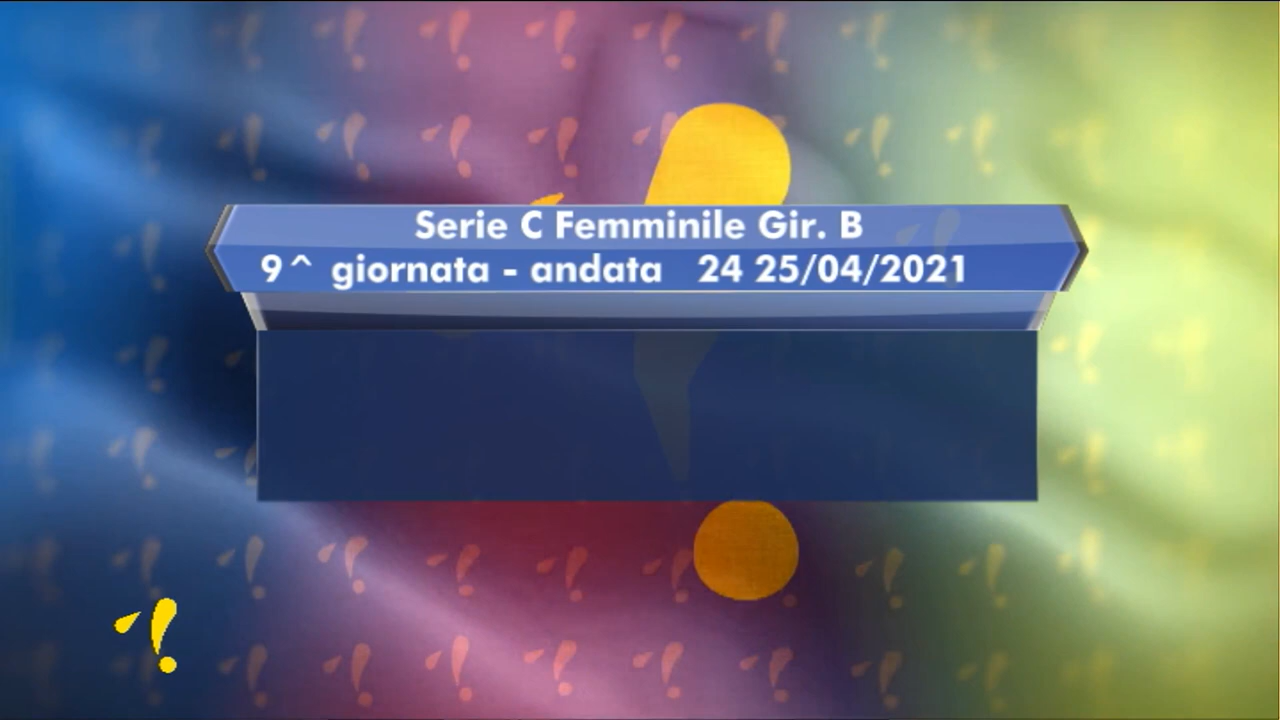 Serie C Femminile Gir. B
9^ giornata - andata 24 25/04/2021